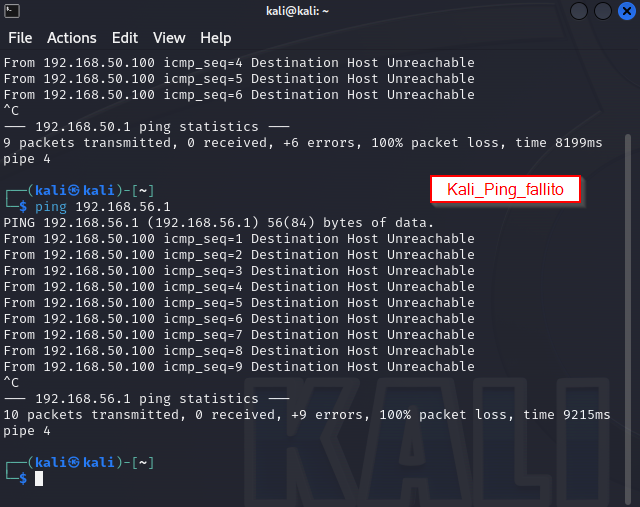 kali@kali: ~
File Actions Edit View Help
From 192.168.50.100 icmp_seq=4 Destination Host Unreachable
From 192.168.50.100 icmp_seq=5 Destination Host Unreachable
From 192.168.50.100 icmp_seq=6 Destination Host Unreachable
^C
--- 192.168.50.1 ping statistics ---
9 packets transmitted, 0 received, +6 errors, 100% packet loss, time 8199ms
pipe 4
┌──(kali㉿kali)-[~]
└─$ ping 192.168.56.1
Kali_Ping_fallito
PING 192.168.56.1 (192.168.56.1) 56(84) bytes of data.
From 192.168.50.100 icmp_seq=1 Destination Host Unreachable
From 192.168.50.100 icmp_seq=2 Destination Host Unreachable
From 192.168.50.100 icmp_seq=3 Destination Host Unreachable
From 192.168.50.100 icmp_seq=4 Destination Host Unreachable
From 192.168.50.100 icmp_seq=5 Destination Host Unreachable
From 192.168.50.100 icmp_seq=6 Destination Host Unreachable
From 192.168.50.100 icmp_seq=7 Destination Host Unreachable
From 192.168.50.100 icmp_seq=8 Destination Host Unreachable
From 192.168.50.100 icmp_seq=9 Destination Host Unreachable
^C
--- 192.168.56.1 ping statistics ---
10 packets transmitted, 0 received, +9 errors, 100% packet loss, time 9215ms
pipe 4
┌──(kali㉿kali)-[~]
└─$
KALI